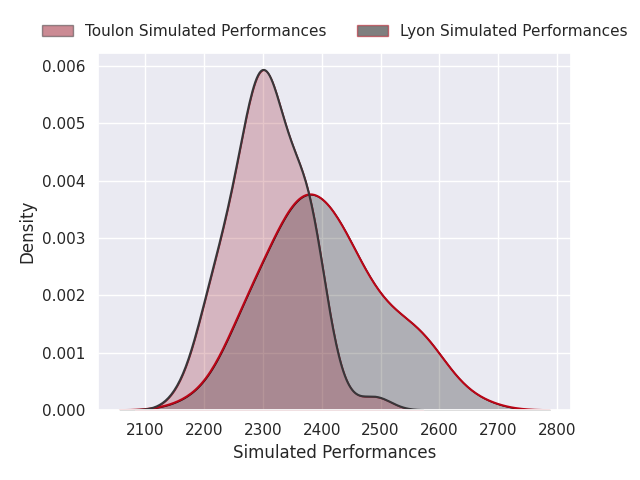 Toulon Simulated Performances Lyon Simulated Performances
0.006
0.005
0.004
0.003
0.002
0.001
0.000
Density
2100 2200 2300 2400 2500 2600 2700 2800
Simulated Performances